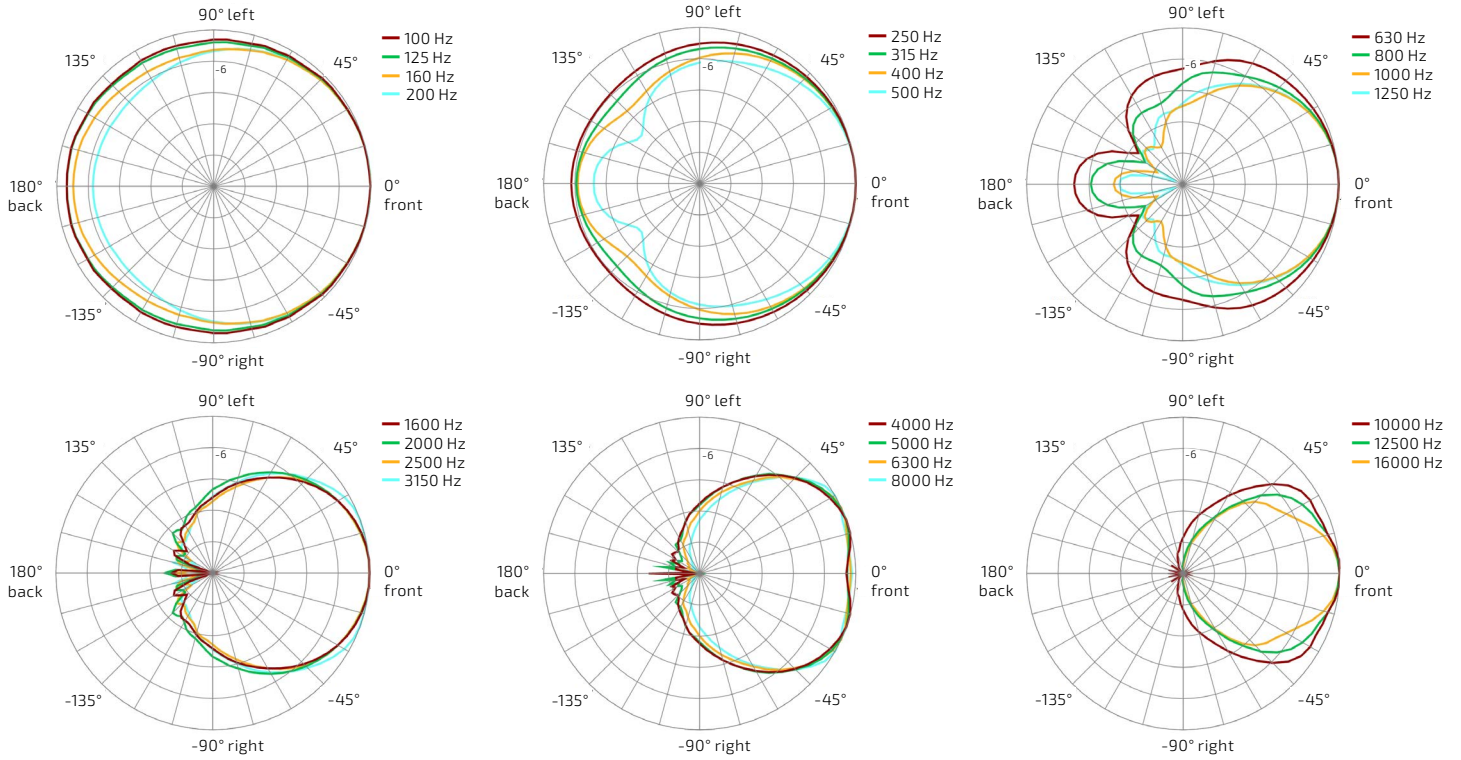 90° left
135°
45°
-6
180°
back
0°
front
-135°
-45°
-90° right
100 Hz
125 Hz
160 Hz
200 Hz
90° left
135°
45°
-6
180°
back
0°
front
-135°
-45°
-90° right
250 Hz
315 Hz
400 Hz
500 Hz
90° left
135°
45°
-6
180°
back
0°
front
-135°
-45°
-90° right
630 Hz
800 Hz
1000 Hz
1250 Hz
90° left
135°
45°
-6
180°
back
0°
front
-135°
-45°
-90° right
1600 Hz
2000 Hz
2500 Hz
3150 Hz
90° left
135°
45°
-6
180°
back
0°
front
-135°
-45°
-90° right
4000 Hz
5000 Hz
6300 Hz
8000 Hz
90° left
135°
45°
-6
180°
back
0°
front
-135°
-45°
-90° right
10000 Hz
12500 Hz
16000 Hz